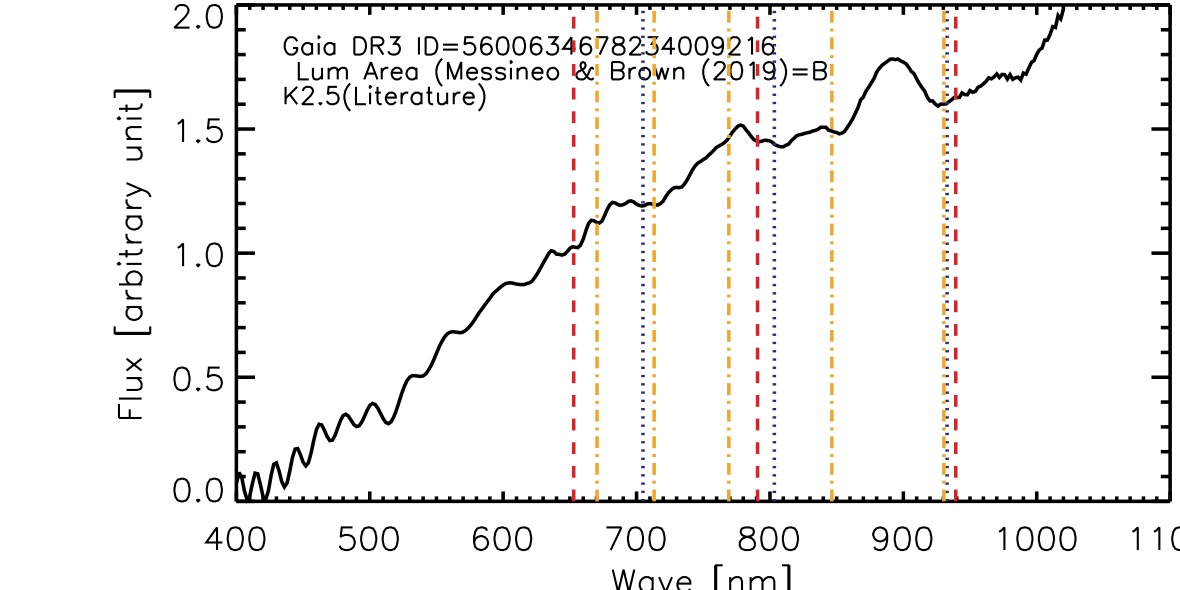 2.0
Gaia DR3 ID=5600634678234009216
Lum Area (Messineo & Brown (2019)=B
K2.5(Literature)
1.5
1.0
0.5
0.0
Flux [arbitrary unit]
400 500 600 700 800 900 1000 110
Wave [nm]